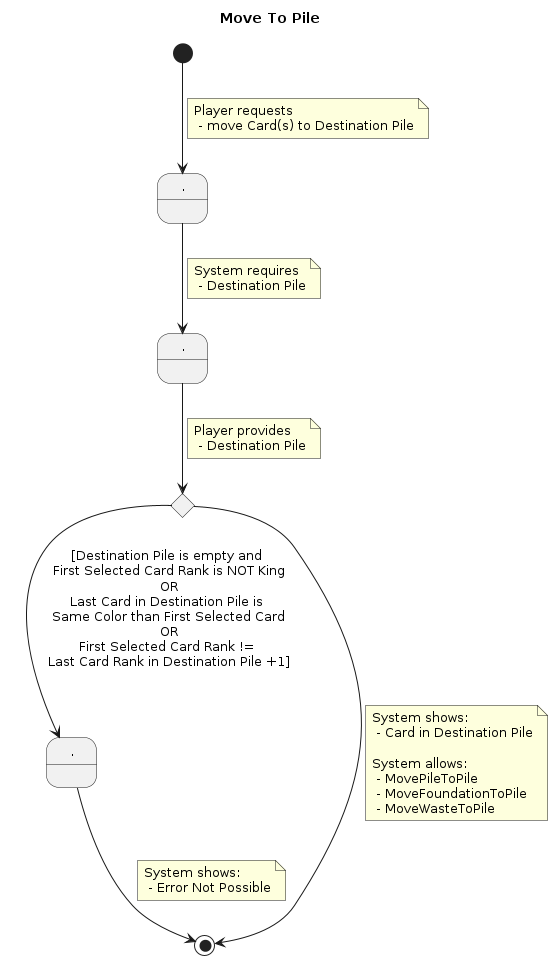 Move To Pile
Player requests
- move Card(s) to Destination Pile
.
System requires
- Destination Pile
.
Player provides
- Destination Pile
[Destination Pile is empty and
First Selected Card Rank is NOT King
OR
Last Card in Destination Pile is
Same Color than First Selected Card
OR
First Selected Card Rank !=
Last Card Rank in Destination Pile +1]
System shows:
- Card in Destination Pile
System allows:
- MovePileToPile
- MoveFoundationToPile
- MoveWasteToPile
.
System shows:
- Error Not Possible